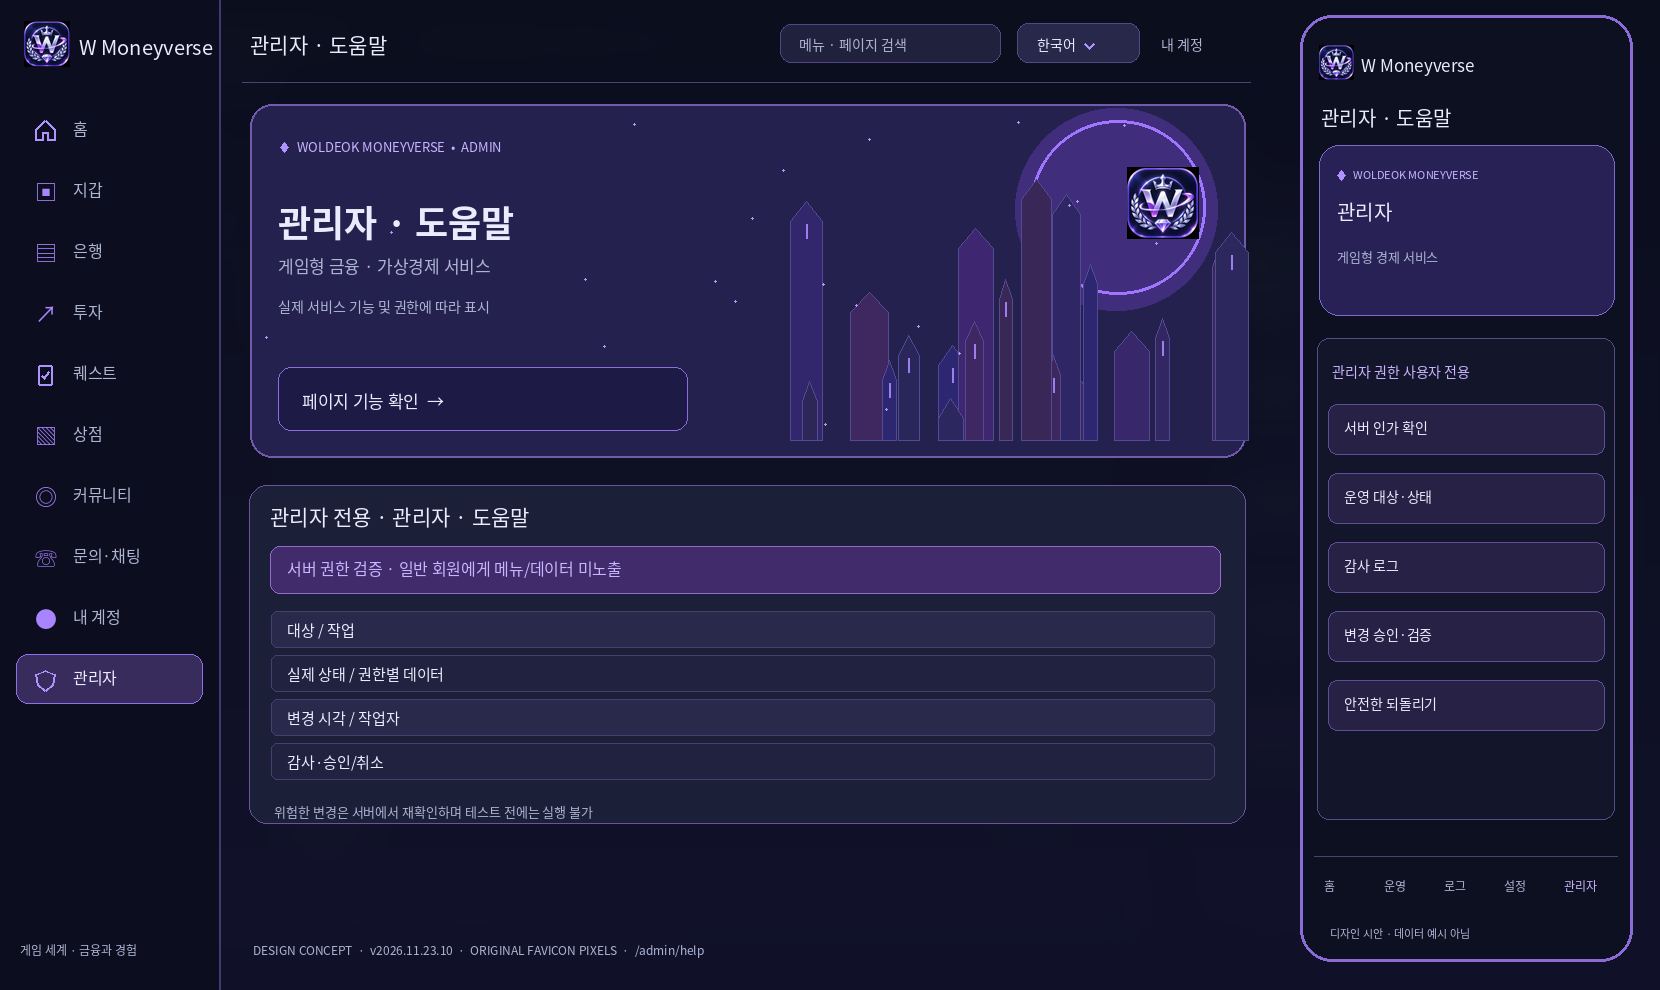 W Moneyverse
홈
지갑
은행
투자
퀘스트
상점
커뮤니티
문의·채팅
내 계정
관리자
게임 세계 · 금융과 경험
관리자 · 도움말
메뉴 · 페이지 검색
한국어
내 계정
WOLDEOK MONEYVERSE • ADMIN
관리자 · 도움말
게임형 금융 · 가상경제 서비스
실제 서비스 기능 및 권한에 따라 표시
페이지 기능 확인 →
W
관리자 전용 · 관리자 · 도움말
서버 권한 검증 · 일반 회원에게 메뉴/데이터 미노출
대상 / 작업
실제 상태 / 권한별 데이터
변경 시각 / 작업자
감사·승인/취소
위험한 변경은 서버에서 재확인하며 테스트 전에는 실행 불가
DESIGN CONCEPT · v2026.11.23.10 · ORIGINAL FAVICON PIXELS · /admin/help
W Moneyverse
관리자 · 도움말
WOLDEOK MONEYVERSE
관리자
게임형 경제 서비스
관리자 권한 사용자 전용
서버 인가 확인
운영 대상·상태
감사 로그
변경 승인·검증
안전한 되돌리기
홈 운영 로그 설정 관리자
디자인 시안 · 데이터 예시 아님